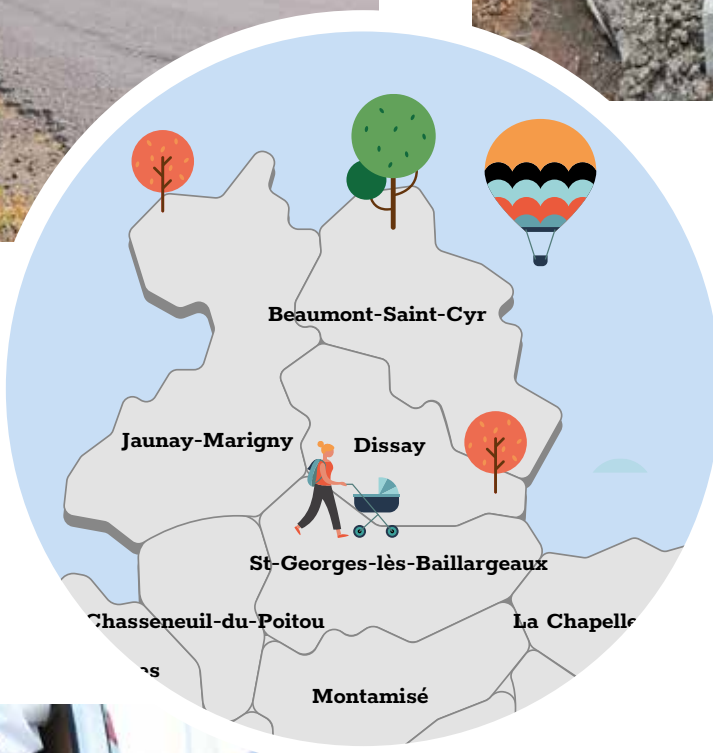 Beaumont-Saint-Cyr
Jaunay-Marigny
Dissay
St-Georges-lès-Baillargeaux
Chasseneuil-du-Poitou
La Chapelle
Montamisé